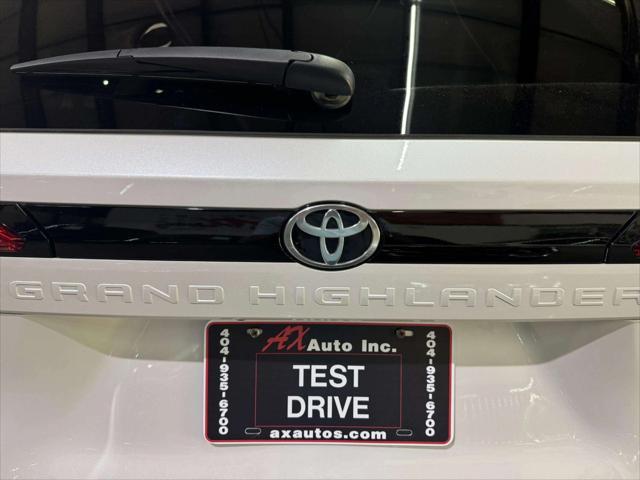 GRAND HIGHLANDER
AX Auto Inc.
404-935-6700
TEST
DRIVE
404-935-6700
axautos.com